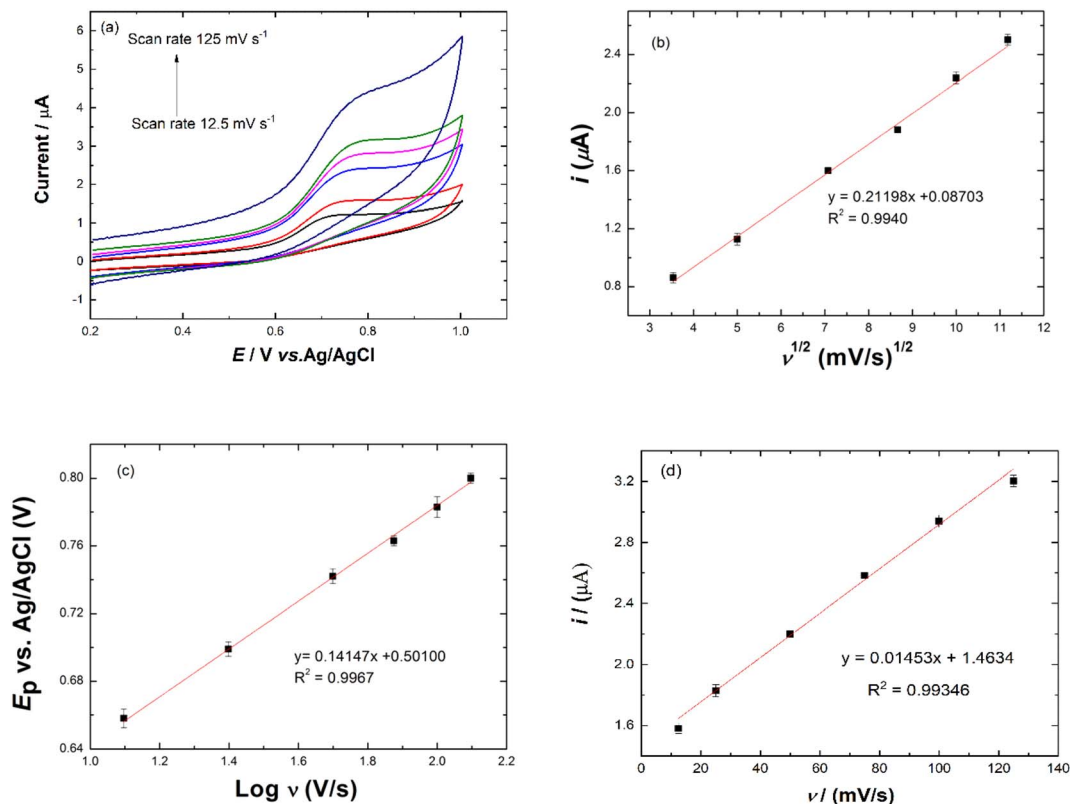 (a)
Scan rate 125 mV s⁻¹
Scan rate 12.5 mV s⁻¹
Current / µA
6
5
4
3
2
1
0
-1
0.2 0.4 0.6 0.8 1.0
E / V vs.Ag/AgCl
(b)
i (µA)
2.4
2.0
1.6
1.2
0.8
y = 0.21198x +0.08703
R² = 0.9940
3 4 5 6 7 8 9 10 11 12
ν^1/2 (mV/s)^1/2
(c)
Ep vs. Ag/AgCl (V)
0.80
0.76
0.72
0.68
0.64
y= 0.14147x +0.50100
R² = 0.9967
1.0 1.2 1.4 1.6 1.8 2.0 2.2
Log ν (V/s)
(d)
i / (µA)
3.2
2.8
2.4
2.0
1.6
y = 0.01453x + 1.4634
R² = 0.99346
0 20 40 60 80 100 120 140
ν / (mV/s)